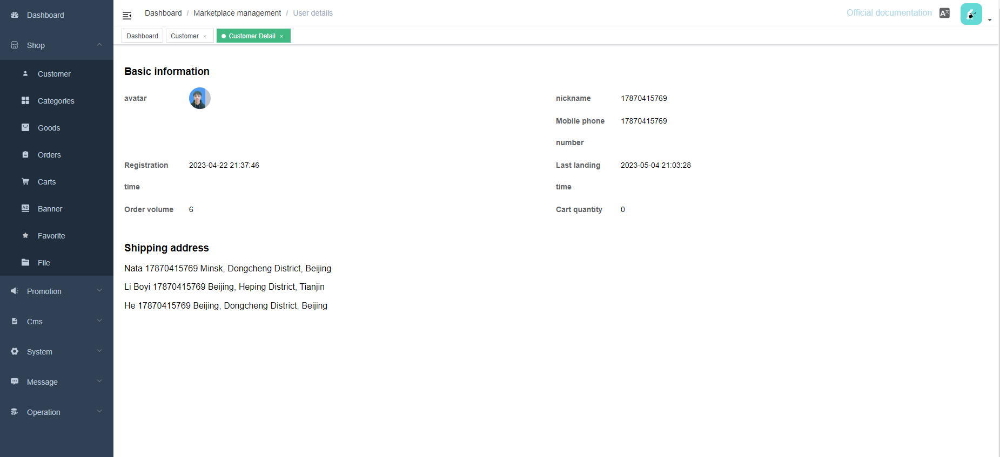 Dashboard
Shop
Customer
Categories
Goods
Orders
Carts
Banner
Favorite
File
Promotion
Cms
System
Message
Operation
Dashboard / Marketplace management / User details
Official documentation
Dashboard
Customer ×
Customer Detail ×
Basic information
avatar
nickname 17870415769
Mobile phone number 17870415769
Registration time 2023-04-22 21:37:46
Last landing time 2023-05-04 21:03:28
Order volume 6
Cart quantity 0
Shipping address
Nata 17870415769 Minsk, Dongcheng District, Beijing
Li Boyi 17870415769 Beijing, Heping District, Tianjin
He 17870415769 Beijing, Dongcheng District, Beijing